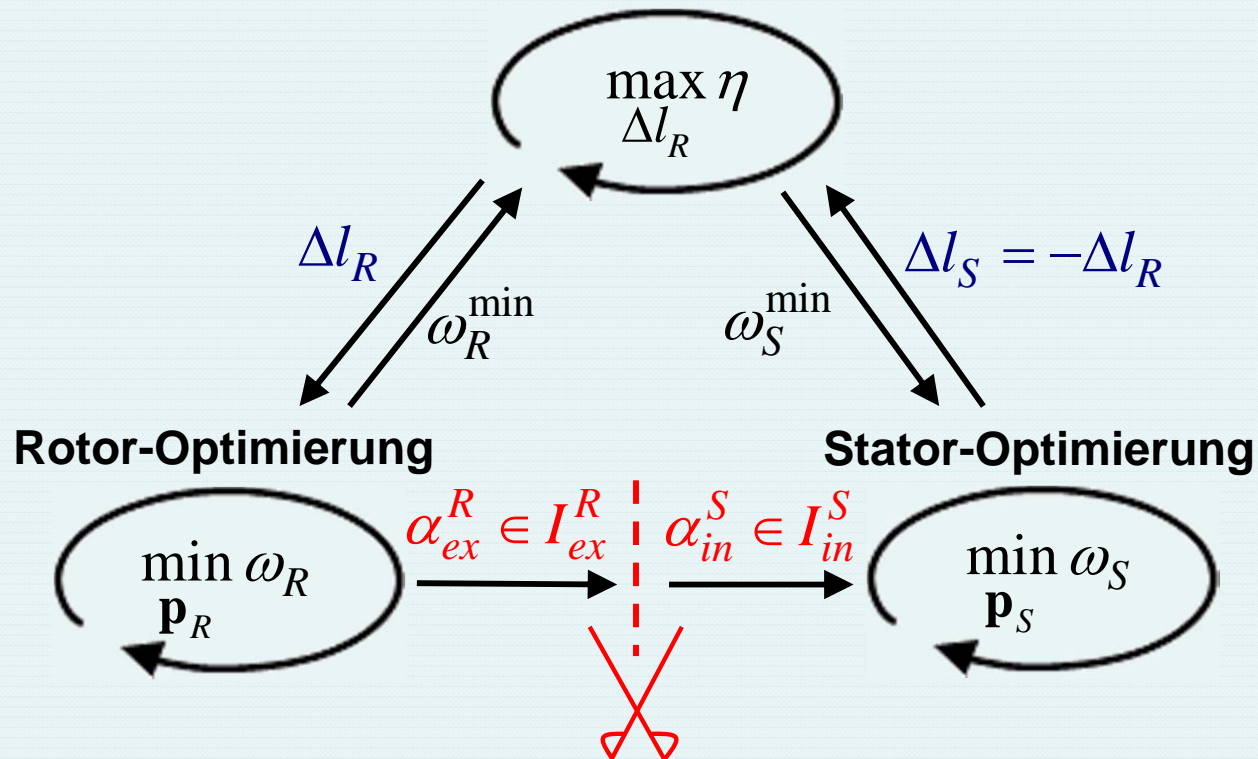 max η
Δl_R
Δl_R
ω_R^min
ω_S^min
Δl_S = −Δl_R
Rotor-Optimierung
Stator-Optimierung
min ω_R
p_R
α_ex^R ∈ I_ex^R
α_in^S ∈ I_in^S
min ω_S
p_S